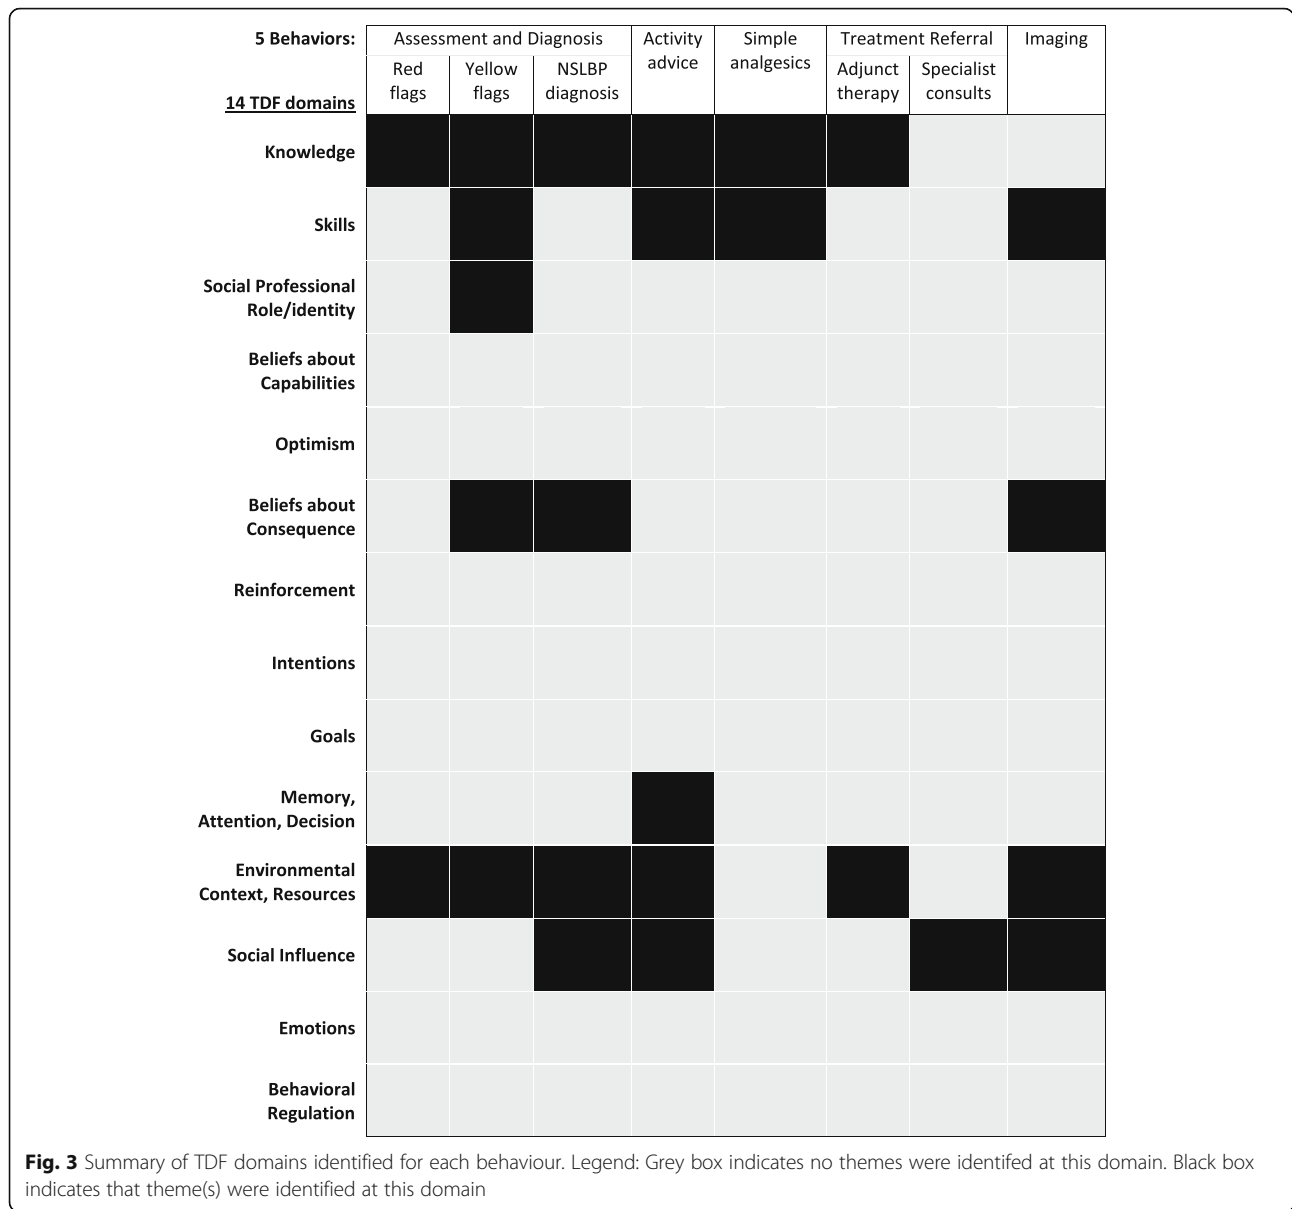 5 Behaviors:
Assessment and Diagnosis
Activity
advice
Simple
analgesics
Treatment Referral
Imaging
Red
flags
Yellow
flags
NSLBP
diagnosis
Adjunct
therapy
Specialist
consults
14 TDF domains
Knowledge
Skills
Social Professional
Role/identity
Beliefs about
Capabilities
Optimism
Beliefs about
Consequence
Reinforcement
Intentions
Goals
Memory,
Attention, Decision
Environmental
Context, Resources
Social Influence
Emotions
Behavioral
Regulation
Fig. 3 Summary of TDF domains identified for each behaviour. Legend: Grey box indicates no themes were identifed at this domain. Black box
indicates that theme(s) were identified at this domain